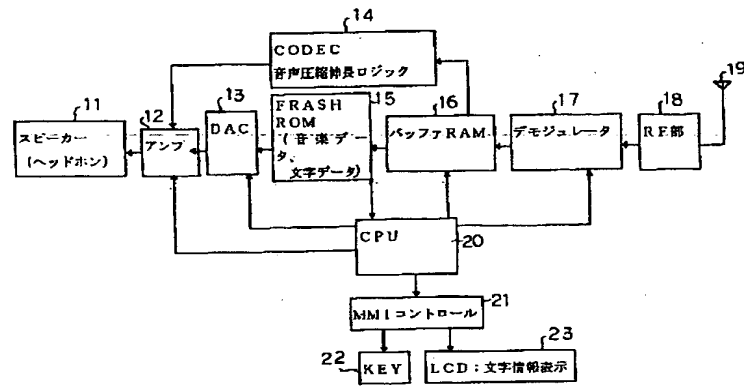 14
CODEC
音声圧縮伸長ロジック
19
11
スピーカー
(ヘッドホン)
12
アンプ
13
DAC
15
FRASH
ROM
(音楽デー
タ、
文字データ)
16
バッファRAM
17
デモジュレータ
18
RF部
CPU
20
21
MMIコントロール
22
KEY
23
LCD:文字情報表示